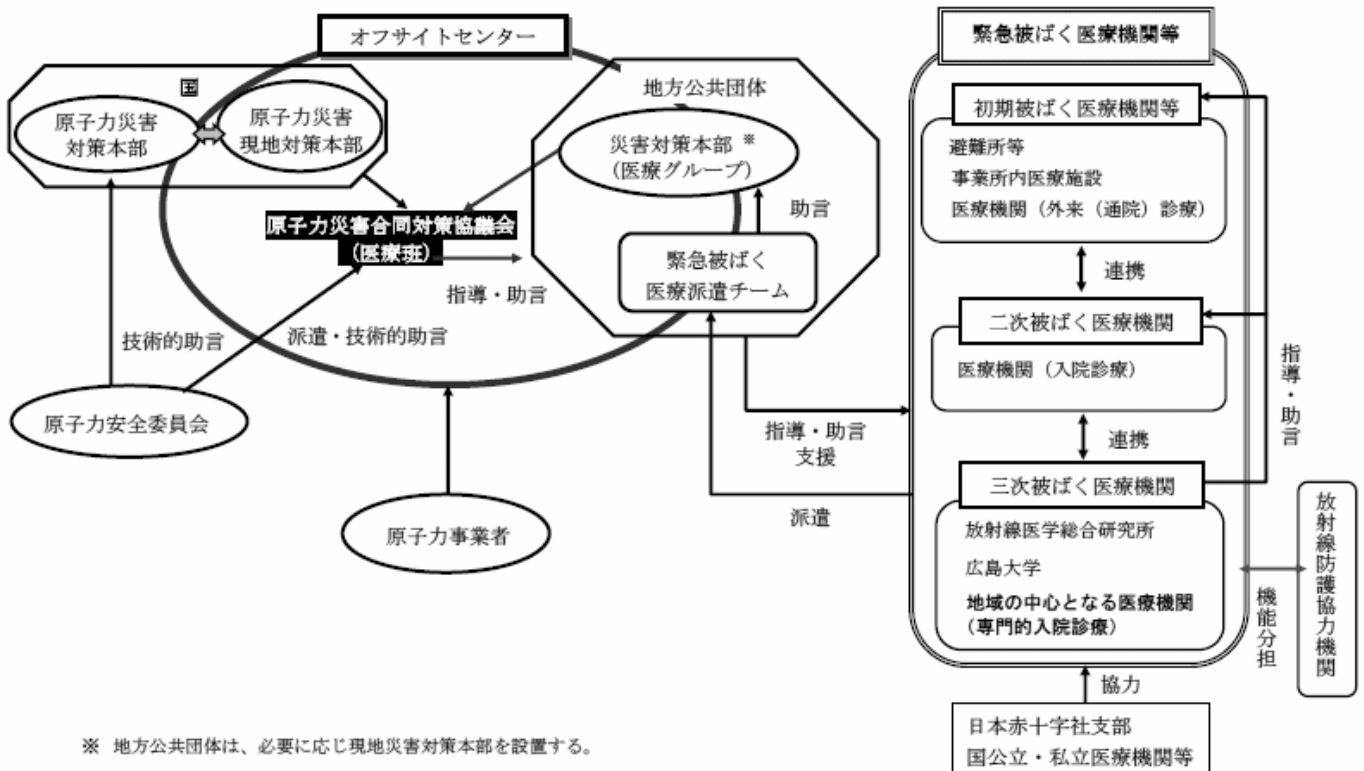 オフサイトセンター
国
原子力災害
対策本部
原子力災害
現地対策本部
地方公共団体
災害対策本部 ※
(医療グループ)
助言
緊急被ばく
医療派遣チーム
原子力災害合同対策協議会
(医療班)
指導・助言
技術的助言
派遣・技術的助言
原子力安全委員会
原子力事業者
指導・助言
支援
派遣
緊急被ばく医療機関等
初期被ばく医療機関等
避難所等
事業所内医療施設
医療機関（外来（通院）診療）
連携
二次被ばく医療機関
医療機関（入院診療）
連携
三次被ばく医療機関
放射線医学総合研究所
広島大学
地域の中心となる医療機関
（専門的入院診療）
指導・助言
機能分担
放射線防護協力機関
協力
日本赤十字社支部
国公立・私立医療機関等
※ 地方公共団体は、必要に応じ現地災害対策本部を設置する。